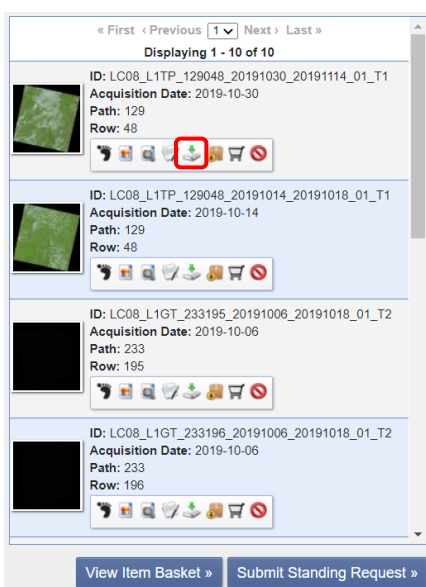 « First ‹ Previous 1 Next › Last »
Displaying 1 - 10 of 10
ID: LC08_L1TP_129048_20191030_20191114_01_T1
Acquisition Date: 2019-10-30
Path: 129
Row: 48
ID: LC08_L1TP_129048_20191014_20191018_01_T1
Acquisition Date: 2019-10-14
Path: 129
Row: 48
ID: LC08_L1GT_233195_20191006_20191018_01_T2
Acquisition Date: 2019-10-06
Path: 233
Row: 195
ID: LC08_L1GT_233196_20191006_20191018_01_T2
Acquisition Date: 2019-10-06
Path: 233
Row: 196
View Item Basket » Submit Standing Request »